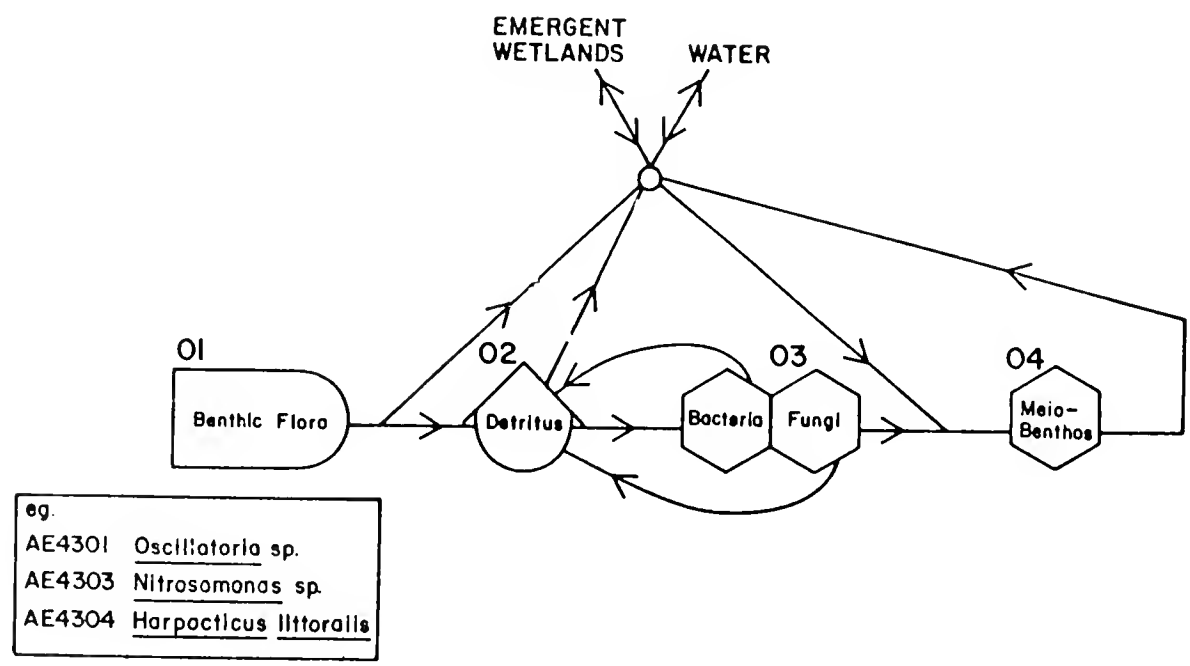 EMERGENT
WETLANDS
WATER
01
02
03
04
Benthic Flora
Detritus
Bacteria
Fungi
Meio-
Benthos
eg.
AE4301 Oscillatoria sp.
AE4303 Nitrosomonas sp.
AE4304 Harpacticus littoralis